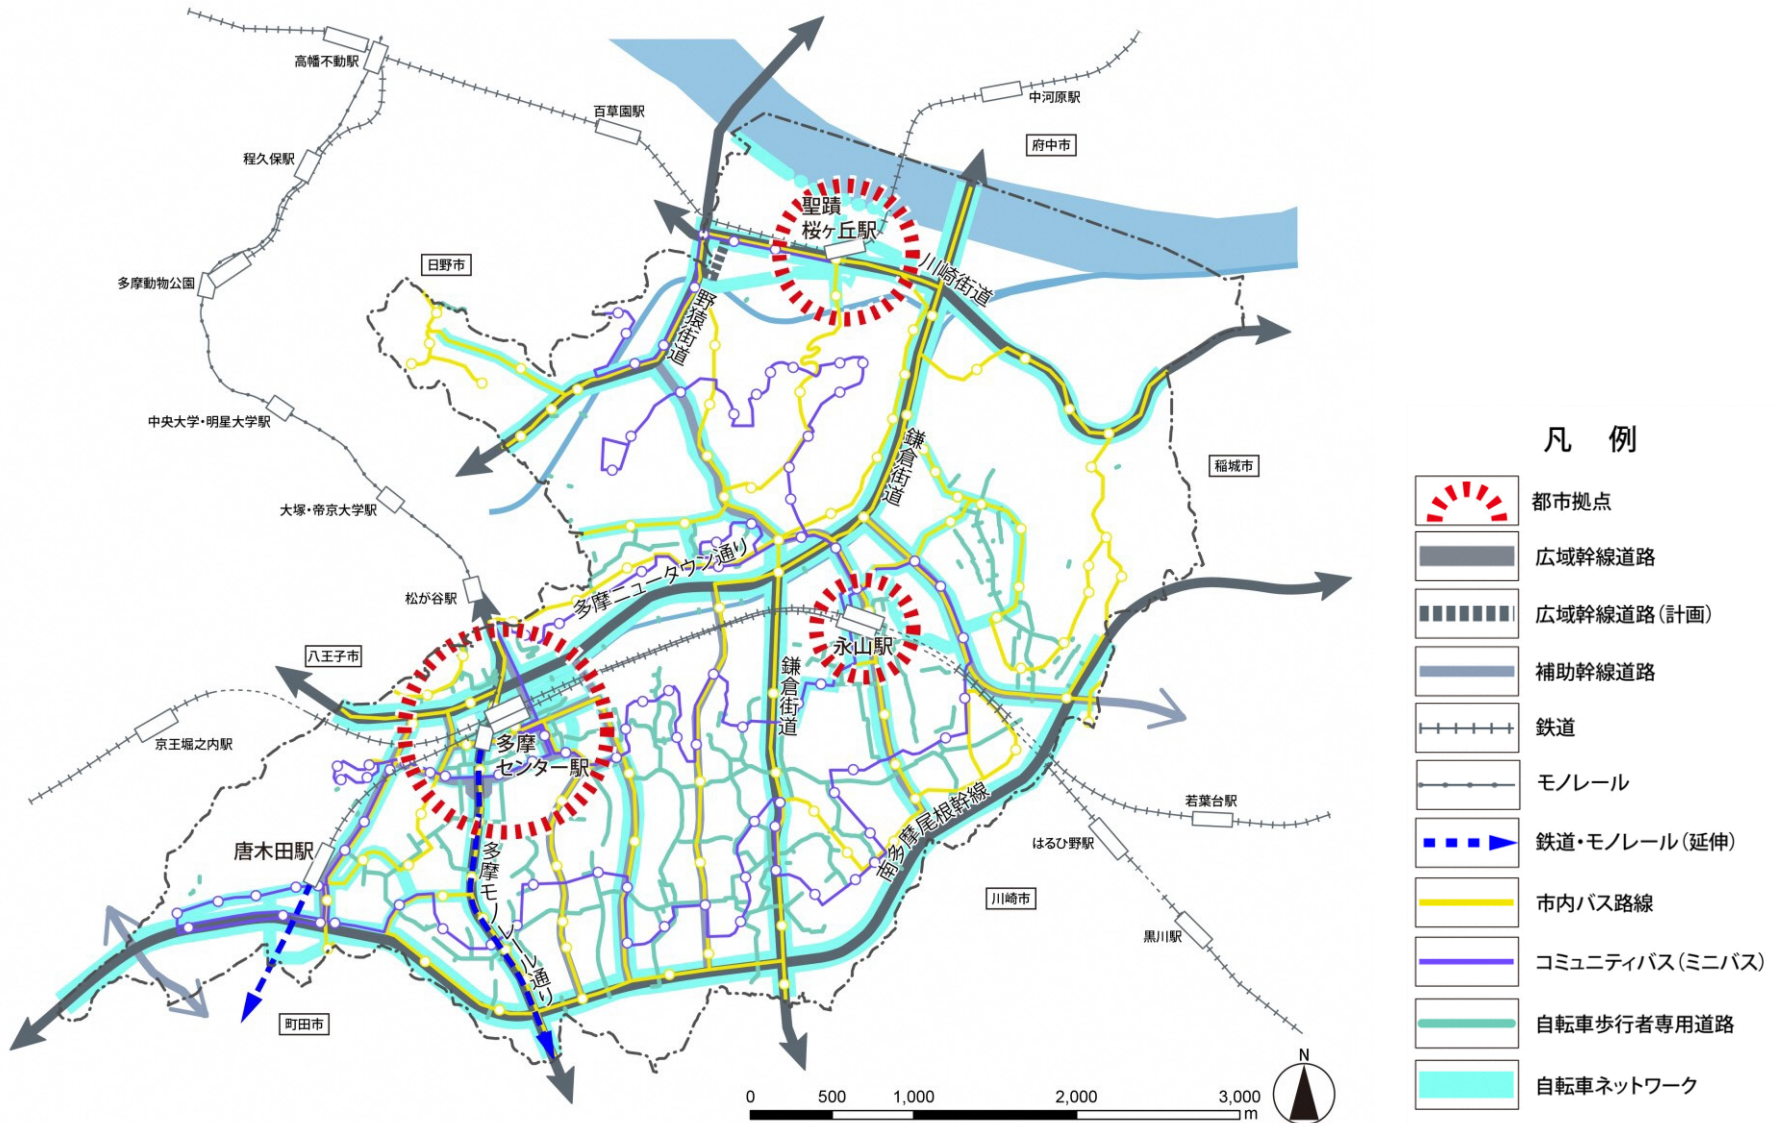 高幡不動駅
百草園駅
中河原駅
府中市
程久保駅
聖蹟
桜ヶ丘駅
日野市
多摩動物公園
川崎街道
野猿街道
中央大学・明星大学駅
鎌倉街道
稲城市
大塚・帝京大学駅
多摩ニュータウン通り
松が谷駅
永山駅
八王子市
鎌倉街道
京王堀之内駅
多摩
センター駅
若葉台駅
南多摩尾根幹線
はるひ野駅
唐木田駅
多摩モノレール通り
川崎市
黒川駅
町田市
N
0 500 1,000 2,000 3,000
m
凡 例
都市拠点
広域幹線道路
広域幹線道路(計画)
補助幹線道路
鉄道
モノレール
鉄道・モノレール(延伸)
市内バス路線
コミュニティバス(ミニバス)
自転車歩行者専用道路
自転車ネットワーク